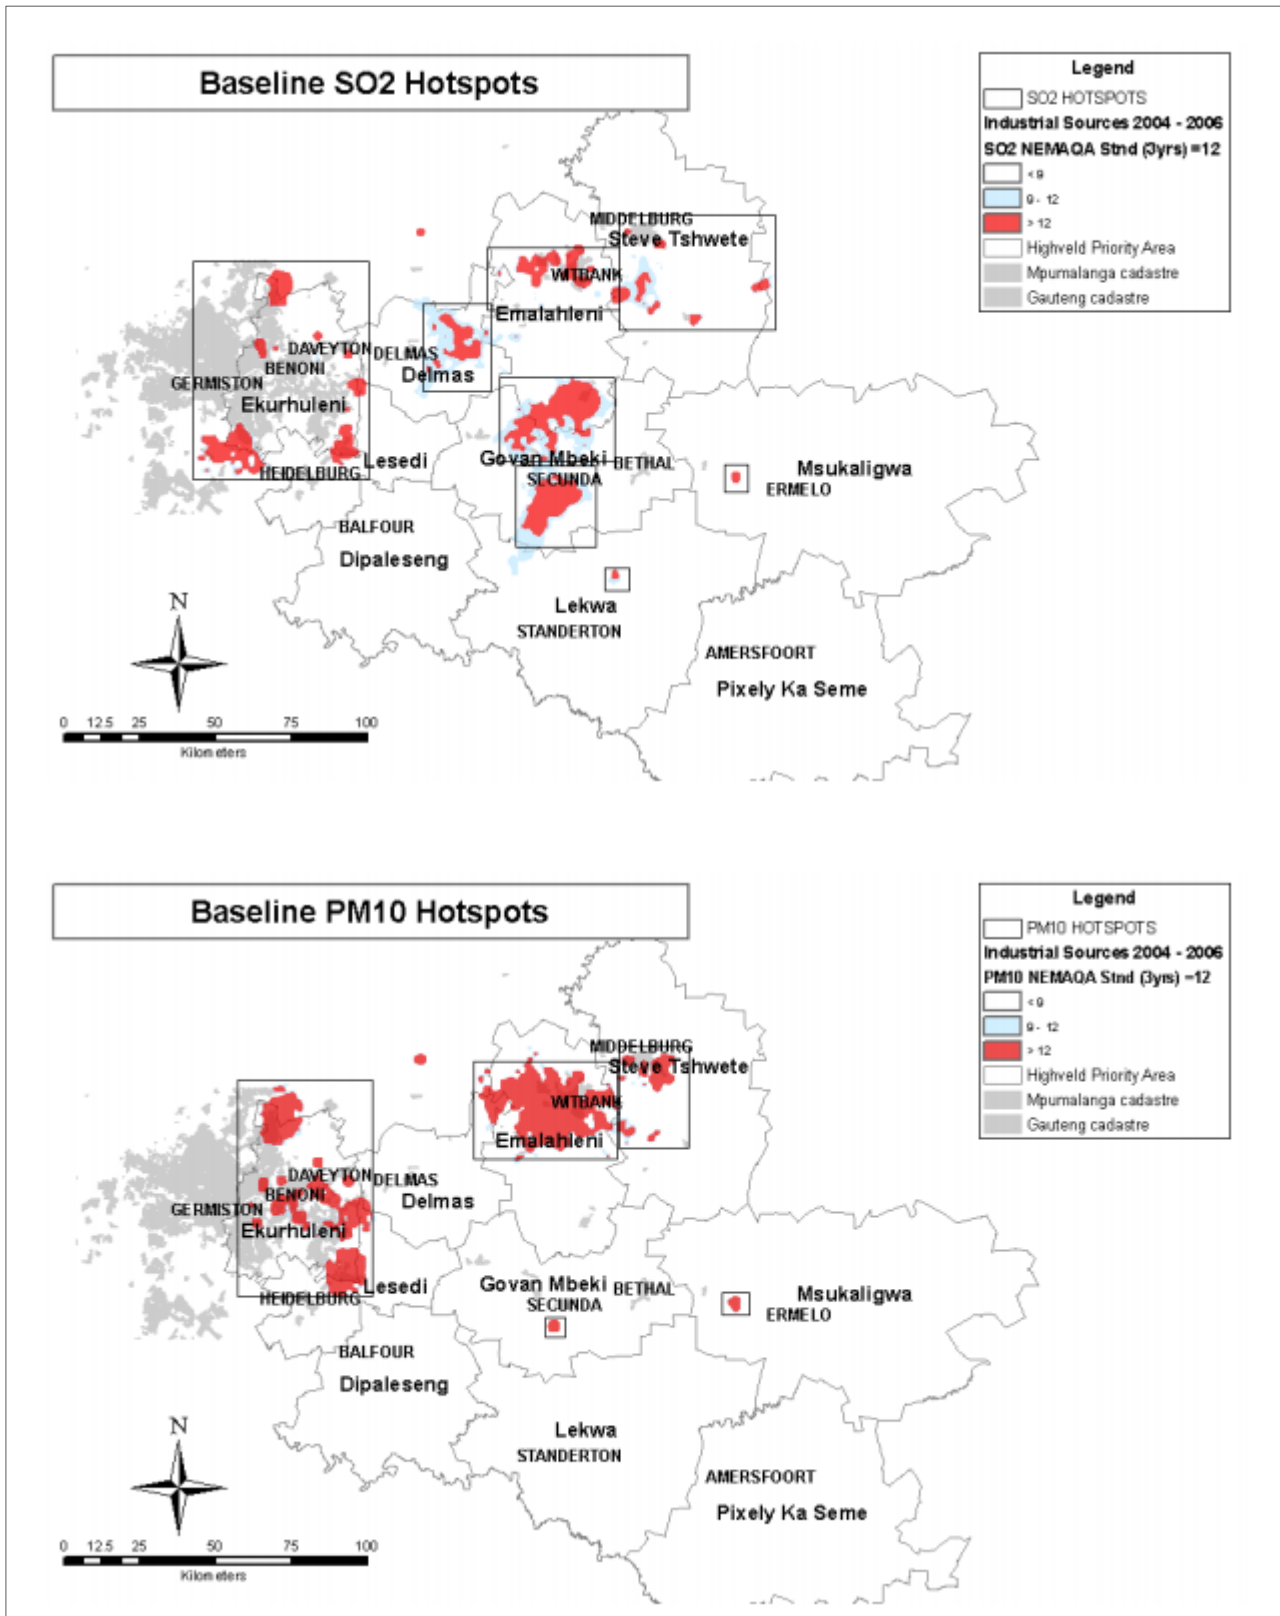 Baseline SO2 Hotspots
Legend
SO2 HOTSPOTS
Industrial Sources 2004 - 2006
SO2 NEMAQA Stnd (3yrs) =12
< 9
9 - 12
> 12
Highveld Priority Area
Mpumalanga cadastre
Gauteng cadastre
MIDDELBURG
Steve Tshwete
WITBANK
Emalahleni
DAVEYTON
DELMAS
BENONI
Delmas
GERMISTON
Ekurhuleni
Govan Mbeki
BETHAL
Lesedi
HEIDELBURG
SECUNDA
Msukaligwa
ERMELO
BALFOUR
Dipaleseng
Lekwa
STANDERTON
AMERSFOORT
Pixely Ka Seme
N
0 12.5 25 50 75 100
Kilometers
Baseline PM10 Hotspots
Legend
PM10 HOTSPOTS
Industrial Sources 2004 - 2006
PM10 NEMAQA Stnd (3yrs) =12
< 9
9 - 12
> 12
Highveld Priority Area
Mpumalanga cadastre
Gauteng cadastre
MIDDELBURG
Steve Tshwete
WITBANK
Emalahleni
DAVEYTON
DELMAS
BENONI
Delmas
GERMISTON
Ekurhuleni
Govan Mbeki
BETHAL
Lesedi
HEIDELBURG
SECUNDA
Msukaligwa
ERMELO
BALFOUR
Dipaleseng
Lekwa
STANDERTON
AMERSFOORT
Pixely Ka Seme
N
0 12.5 25 50 75 100
Kilometers